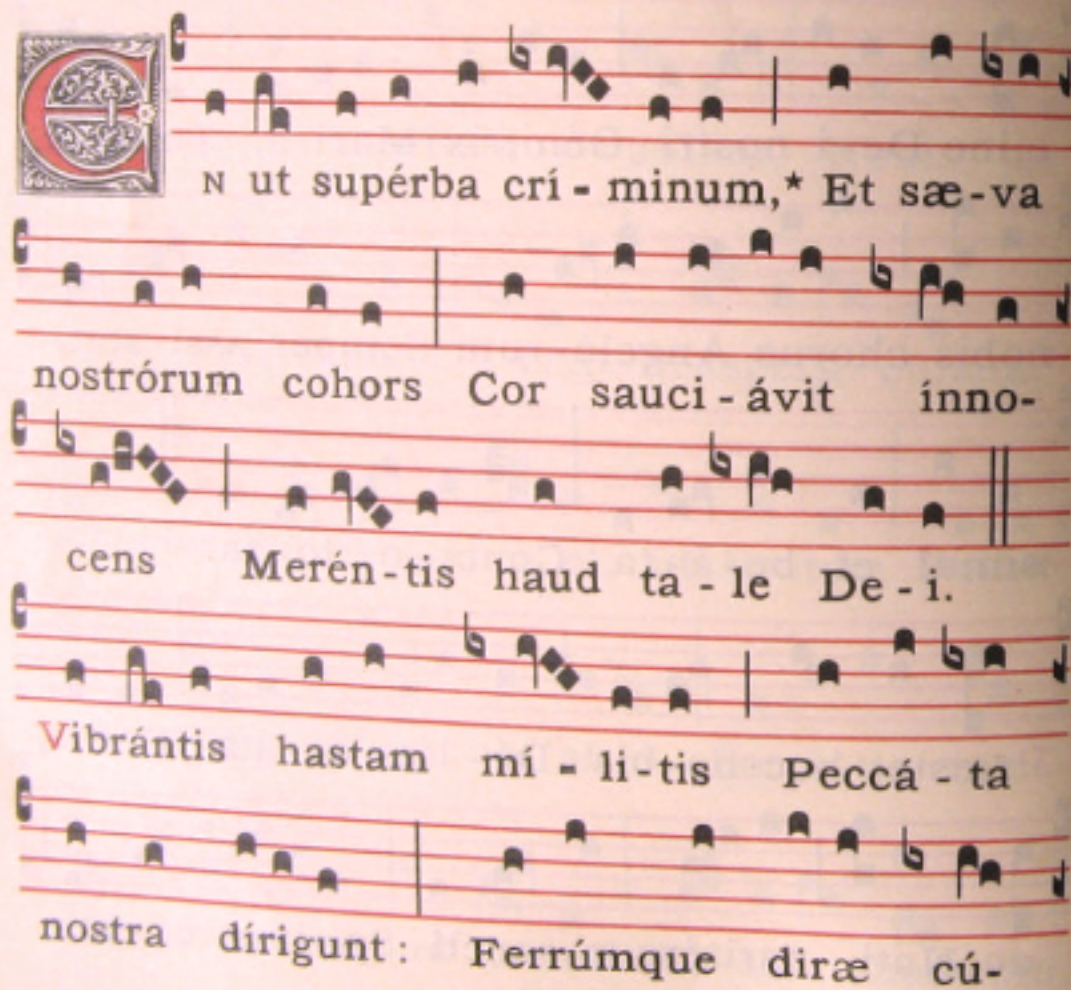 EN ut supérba crí - minum,* Et sæ-va
nostrórum cohors Cor sauci - ávit ínno-
cens Merén-tis haud ta - le De - i.
Vibrántis hastam mi - li-tis Peccá - ta
nostra dírigunt : Ferrúmque diræ cú-